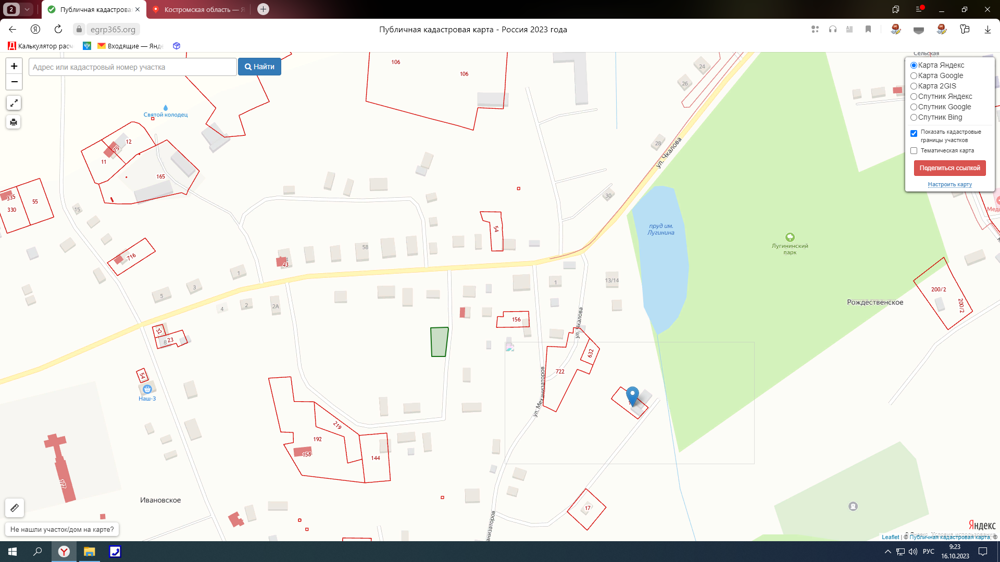 2
Публичная кадастрова
Костромская область — Я
egrp365.org
Публичная кадастровая карта - Россия 2023 года
Калькулятор расч
Входящие — Янде
+
−
Адрес или кадастровый номер участка
Найти
Сельская
Карта Яндекс
Карта Google
Карта 2GIS
Спутник Яндекс
Спутник Google
Спутник Bing
Показать кадастровые
границы участков
Тематическая карта
Поделиться ссылкой
Настроить карту
106
106
24
26
Святой колодец
12
75
11
165
28
ул. Чкалова
335
330
55
15
30
54
пруд им.
Лугинина
Лугининский
парк
Меди
716
58
43
1
3
5
4
2
2А
1
13/14
200/2
200/2
Рождественское
156
ул. Чкалова
32
8
23
632
722
ул. Механизаторов
54
Наш-3
219
192
158
144
177
Ивановское
17
Не нашли участок/дом на карте?
Яндекс
© Яндекс Условия использования
Leaflet | © Публичная кадастровая карта, ©
РУС
9:23
16.10.2023